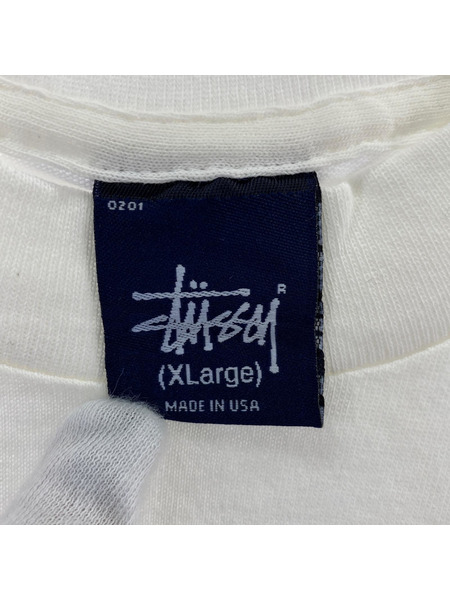 0201
Stüssy R
(XLarge)
MADE IN USA